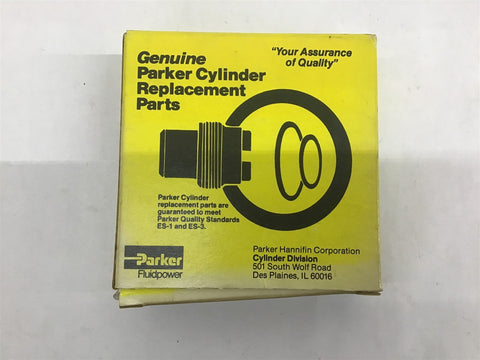 Genuine
Parker Cylinder
Replacement
Parts
"Your Assurance
of Quality"
Parker Cylinder
replacement parts are
guaranteed to meet
Parker Quality Standards
ES-1 and ES-3.
Parker
Fluidpower
Parker Hannifin Corporation
Cylinder Division
501 South Wolf Road
Des Plaines, IL 60016